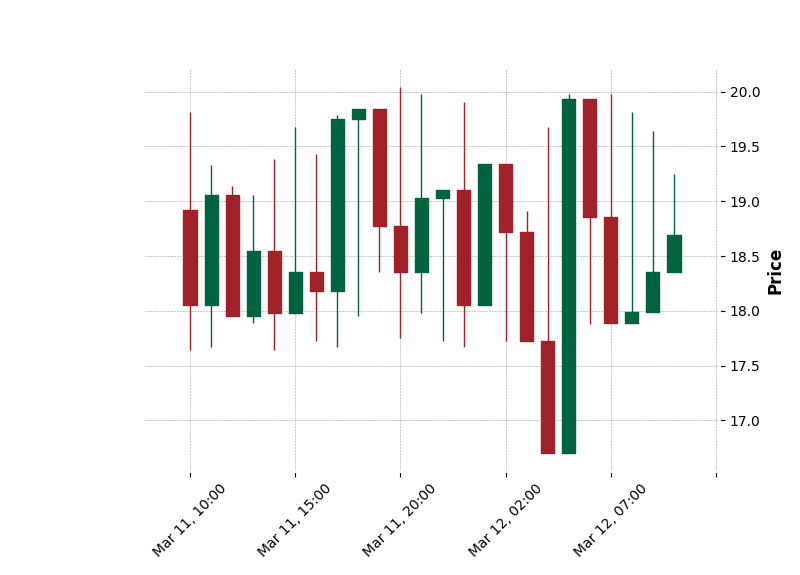 20.0
19.5
19.0
18.5
18.0
17.5
17.0
Price
Mar 11, 10:00
Mar 11, 15:00
Mar 11, 20:00
Mar 12, 02:00
Mar 12, 07:00